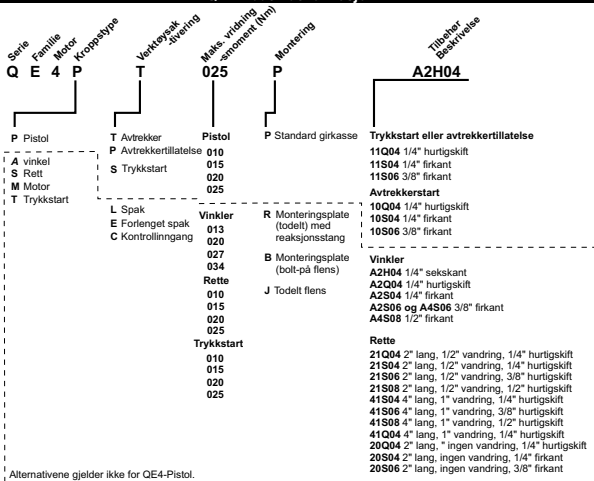 Serie
Familie
Motor
Kroppstype
Verktøysak
-tivering
Maks. vridning
-smoment (Nm)
Montering
Tilbehør
Beskrivelse
Q E 4 P T 025 P A2H04
P Pistol
A vinkel
S Rett
M Motor
T Trykkstart
T Avtrekker
P Avtrekkertillatelse
S Trykkstart
L Spak
E Forlenget spak
C Kontrollinngang
Pistol
010
015
020
025
Vinkler
013
020
027
034
Rette
010
015
020
025
Trykkstart
010
015
020
025
P Standard girkasse
R Monteringsplate
(todelt) med
reaksjonsstang
B Monteringsplate
(bolt-på flens)
J Todelt flens
Trykkstart eller avtrekkertillatelse
11Q04 1/4" hurtigskift
11S04 1/4" firkant
11S06 3/8" firkant
Avtrekkerstart
10Q04 1/4" hurtigskift
10S04 1/4" firkant
10S06 3/8" firkant
Vinkler
A2H04 1/4" sekskant
A2Q04 1/4" hurtigskift
A2S04 1/4" firkant
A2S06 og A4S06 3/8" firkant
A4S08 1/2" firkant
Rette
21Q04 2" lang, 1/2" vandring, 1/4" hurtigskift
21S04 2" lang, 1/2" vandring, 1/4" hurtigskift
21S06 2" lang, 1/2" vandring, 3/8" hurtigskift
21S08 2" lang, 1/2" vandring, 1/2" hurtigskift
41S04 4" lang, 1" vandring, 1/4" hurtigskift
41S06 4" lang, 1" vandring, 3/8" hurtigskift
41S08 4" lang, 1" vandring, 1/2" hurtigskift
41Q04 4" lang, 1" vandring, 1/4" hurtigskift
20Q04 2" lang, " ingen vandring, 1/4" hurtigskift
20S04 2" lang, ingen vandring, 1/4" firkant
20S06 2" lang, ingen vandring, 3/8" firkant
Alternativene gjelder ikke for QE4-Pistol.